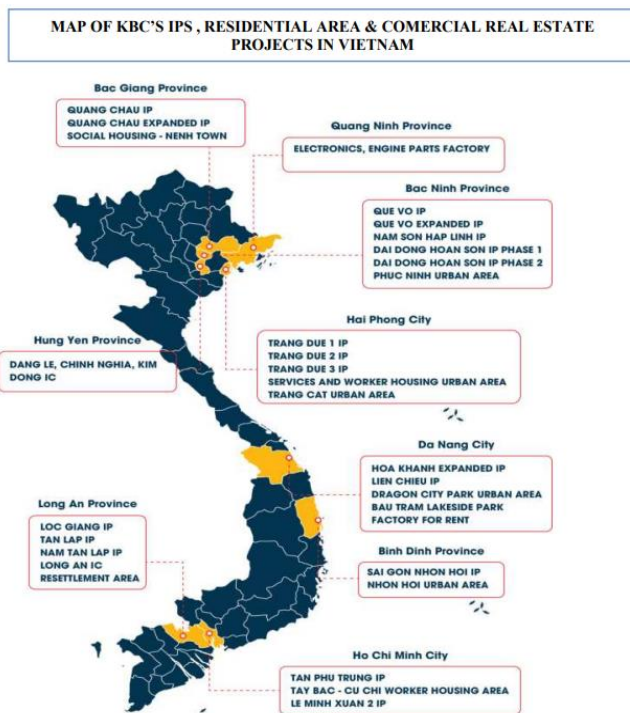 MAP OF KBC'S IPS , RESIDENTIAL AREA & COMERCIAL REAL ESTATE
PROJECTS IN VIETNAM
Bac Giang Province
QUANG CHAU IP
QUANG CHAU EXPANDED IP
SOCIAL HOUSING - NENH TOWN
Quang Ninh Province
ELECTRONICS, ENGINE PARTS FACTORY
Bac Ninh Province
QUE VO IP
QUE VO EXPANDED IP
NAM SON HAP LINH IP
DAI DONG HOAN SON IP PHASE 1
DAI DONG HOAN SON IP PHASE 2
PHUC NINH URBAN AREA
Hai Phong City
TRANG DUE 1 IP
TRANG DUE 2 IP
TRANG DUE 3 IP
SERVICES AND WORKER HOUSING URBAN AREA
TRANG CAT URBAN AREA
Hung Yen Province
DANG LE, CHINH NGHIA, KIM
DONG IC
Da Nang City
HOA KHANH EXPANDED IP
LIEN CHIEU IP
DRAGON CITY PARK URBAN AREA
BAU TRAM LAKESIDE PARK
FACTORY FOR RENT
Long An Province
LOC GIANG IP
TAN LAP IP
NAM TAN LAP IP
LONG AN IC
RESETTLEMENT AREA
Binh Dinh Province
SAI GON NHON HOI IP
NHON HOI URBAN AREA
Ho Chi Minh City
TAN PHU TRUNG IP
TAY BAC - CU CHI WORKER HOUSING AREA
LE MINH XUAN 2 IP